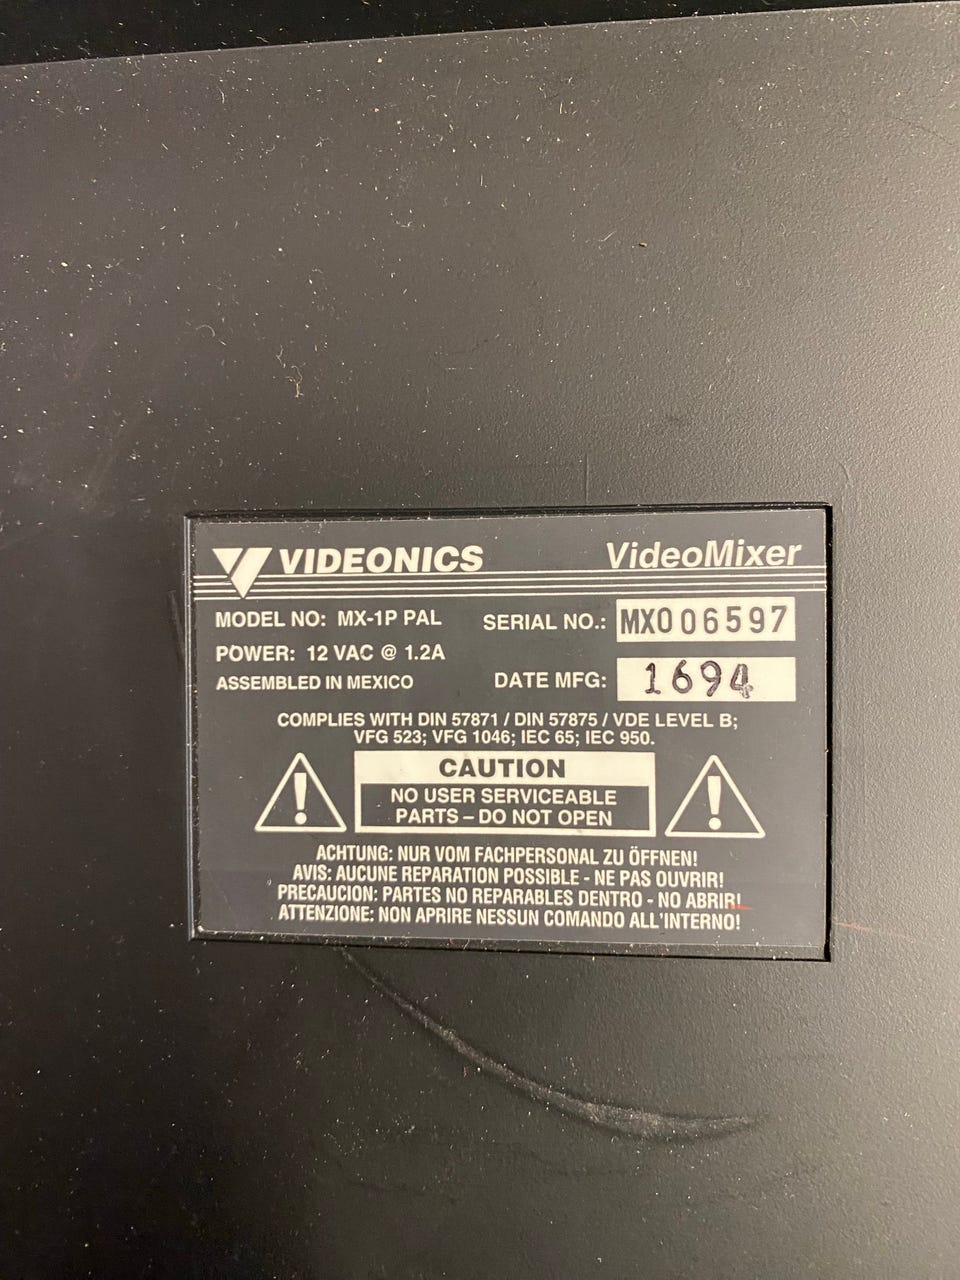 VIDEONICS VideoMixer
MODEL NO: MX-1P PAL SERIAL NO.: MX006597
POWER: 12 VAC @ 1.2A
ASSEMBLED IN MEXICO DATE MFG: 1694
COMPLIES WITH DIN 57871 / DIN 57875 / VDE LEVEL B;
VFG 523; VFG 1046; IEC 65; IEC 950.
CAUTION
NO USER SERVICEABLE
PARTS – DO NOT OPEN
ACHTUNG: NUR VOM FACHPERSONAL ZU ÖFFNEN!
AVIS: AUCUNE REPARATION POSSIBLE - NE PAS OUVRIR!
PRECAUCION: PARTES NO REPARABLES DENTRO - NO ABRIR!
ATTENZIONE: NON APRIRE NESSUN COMANDO ALL'INTERNO!